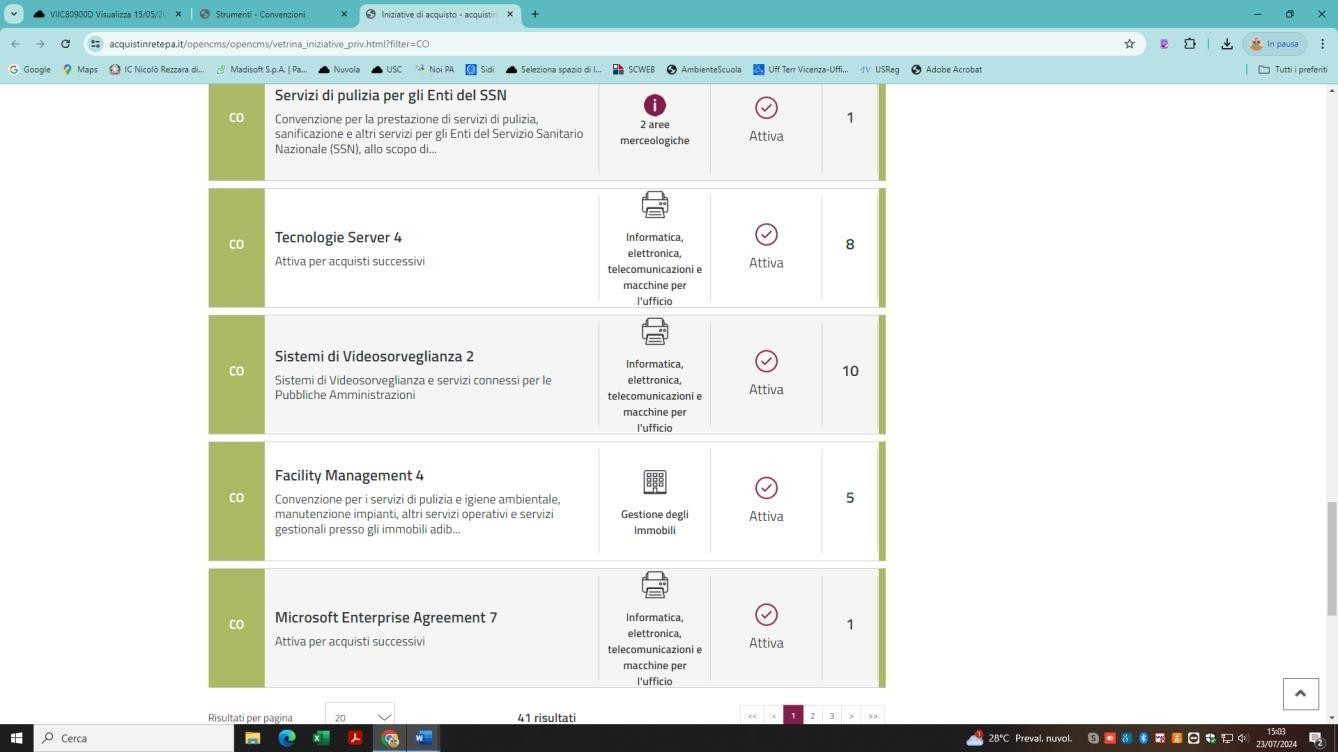 VIIC80900D Visualizza 15/05/20
Strumenti - Convenzioni
Iniziative di acquisto - acquistin
acquistinretepa.it/opencms/opencms/vetrina_iniziative_priv.html?filter=CO
In pausa
Google
Maps
IC Nicolò Rezzara di...
Madisoft S.p.A. | Pa...
Nuvola
USC
Noi PA
Sidi
Seleziona spazio di l...
SCWEB
AmbienteScuola
Uff Terr Vicenza-Uffi...
USReg
Adobe Acrobat
Tutti i preferiti
CO
Servizi di pulizia per gli Enti del SSN
Convenzione per la prestazione di servizi di pulizia,
sanificazione e altri servizi per gli Enti del Servizio Sanitario
Nazionale (SSN), allo scopo di...
2 aree
merceologiche
Attiva
1
CO
Tecnologie Server 4
Attiva per acquisti successivi
Informatica,
elettronica,
telecomunicazioni e
macchine per
l'ufficio
Attiva
8
CO
Sistemi di Videosorveglianza 2
Sistemi di Videosorveglianza e servizi connessi per le
Pubbliche Amministrazioni
Informatica,
elettronica,
telecomunicazioni e
macchine per
l'ufficio
Attiva
10
CO
Facility Management 4
Convenzione per i servizi di pulizia e igiene ambientale,
manutenzione impianti, altri servizi operativi e servizi
gestionali presso gli immobili adib...
Gestione degli
Immobili
Attiva
5
CO
Microsoft Enterprise Agreement 7
Attiva per acquisti successivi
Informatica,
elettronica,
telecomunicazioni e
macchine per
l'ufficio
Attiva
1
Risultati per pagina
20
41 risultati
<< < 1 2 3 > >>
Cerca
28°C Preval. nuvol.
15:03
23/07/2024